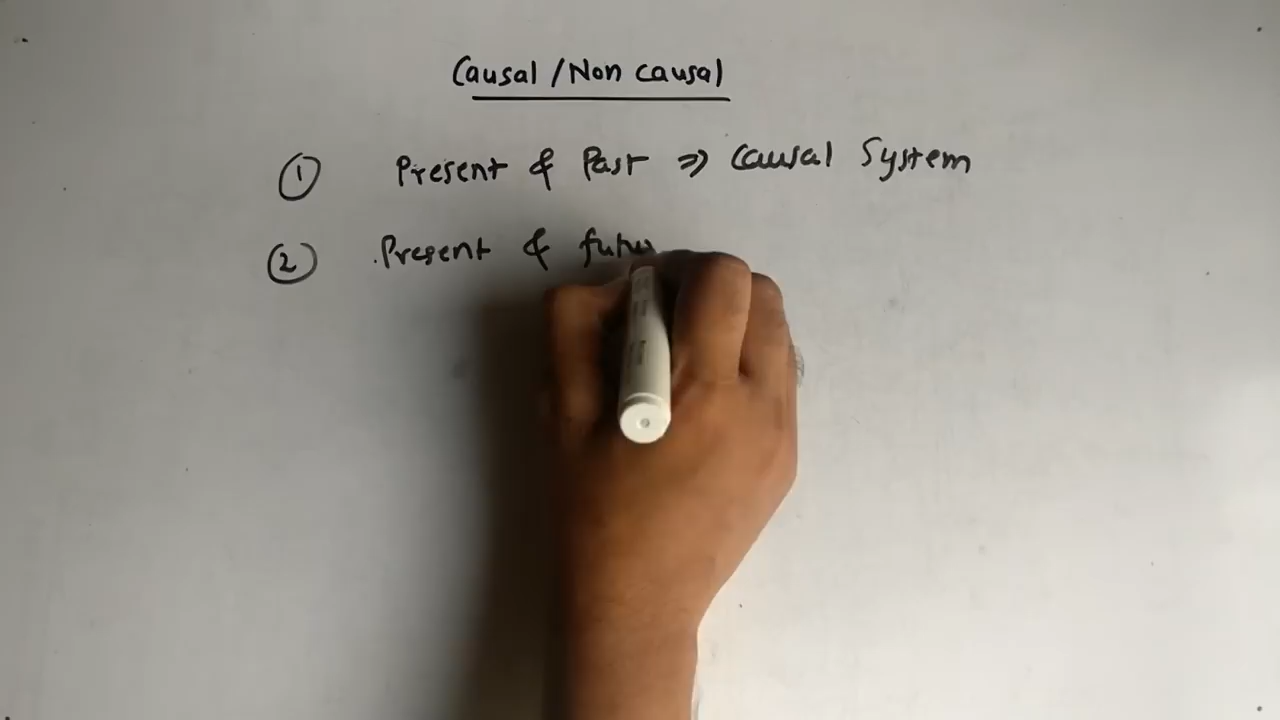 Causal / Non causal
① Present & Past ⇒ Causal System
② Present & futu